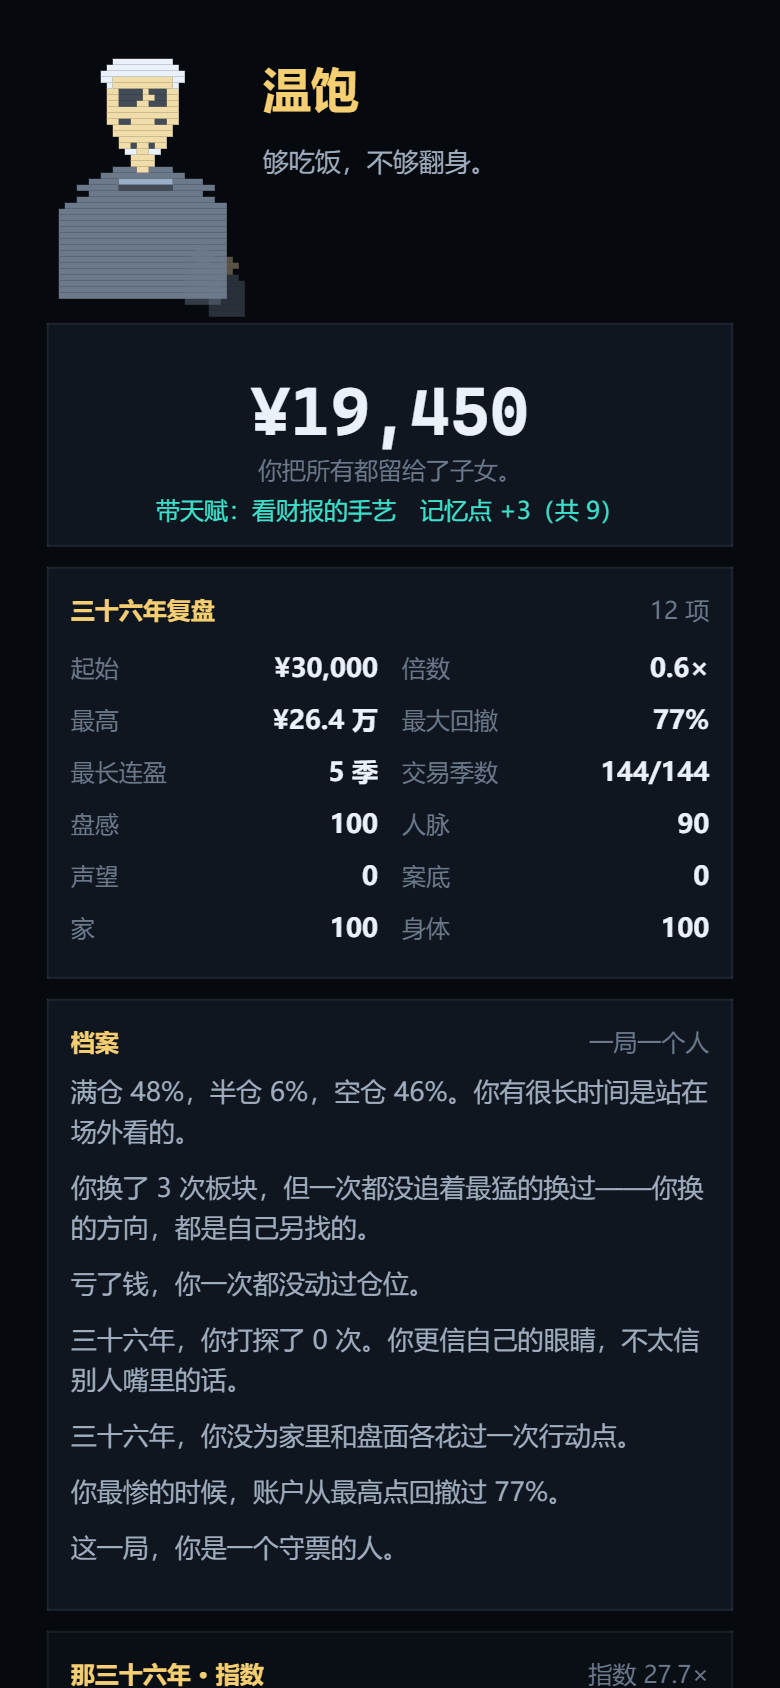 温饱
够吃饭，不够翻身。
¥19,450
你把所有都留给了子女。
带天赋：看财报的手艺 记忆点 +3（共 9）
三十六年复盘 12 项
起始 ¥30,000 倍数 0.6×
最高 ¥26.4 万 最大回撤 77%
最长连盈 5 季 交易季数 144/144
盘感 100 人脉 90
声望 0 案底 0
家 100 身体 100
档案 一局一个人
满仓 48%，半仓 6%，空仓 46%。你有很长时间是站在
场外看的。
你换了 3 次板块，但一次都没追着最猛的换过——你换
的方向，都是自己另找的。
亏了钱，你一次都没动过仓位。
三十六年，你打探了 0 次。你更信自己的眼睛，不太信
别人嘴里的话。
三十六年，你没为家里和盘面各花过一次行动点。
你最惨的时候，账户从最高点回撤过 77%。
这一局，你是一个守票的人。
那三十六年·指数 指数 27.7×